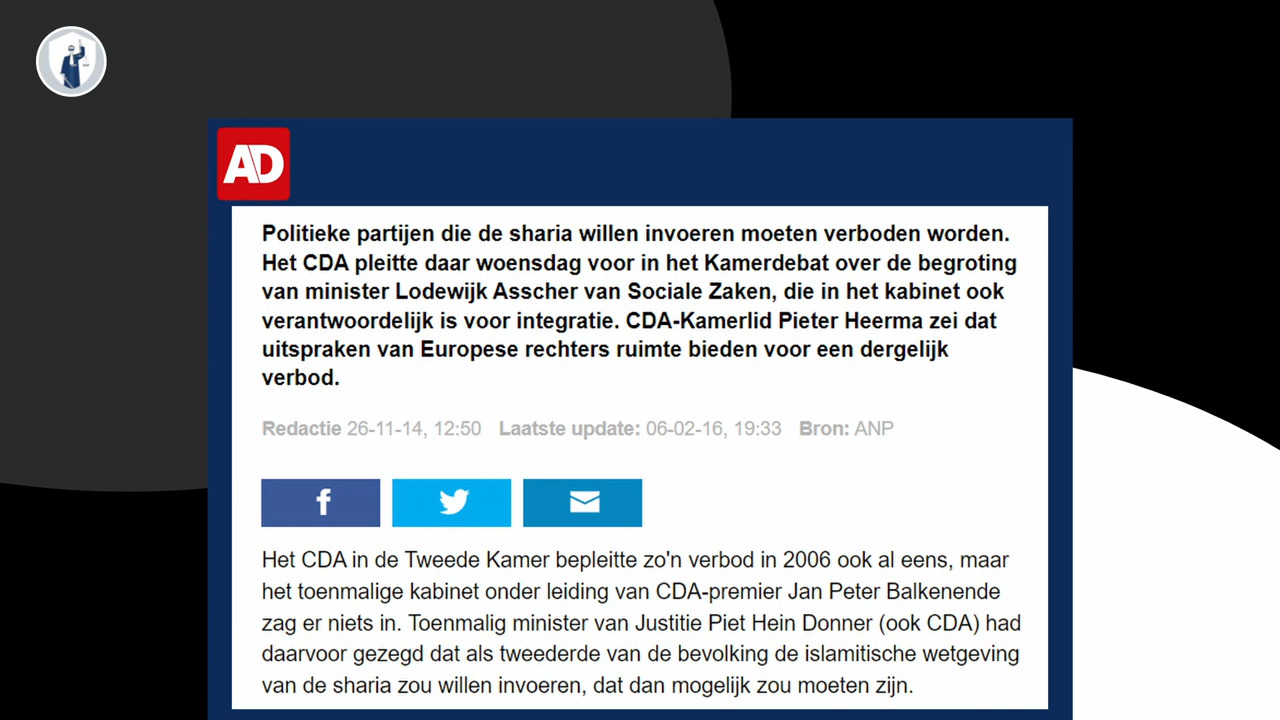 AD
Politieke partijen die de sharia willen invoeren moeten verboden worden.
Het CDA pleitte daar woensdag voor in het Kamerdebat over de begroting
van minister Lodewijk Asscher van Sociale Zaken, die in het kabinet ook
verantwoordelijk is voor integratie. CDA-Kamerlid Pieter Heerma zei dat
uitspraken van Europese rechters ruimte bieden voor een dergelijk
verbod.
Redactie 26-11-14, 12:50 Laatste update: 06-02-16, 19:33 Bron: ANP
Het CDA in de Tweede Kamer bepleitte zo'n verbod in 2006 ook al eens, maar
het toenmalige kabinet onder leiding van CDA-premier Jan Peter Balkenende
zag er niets in. Toenmalig minister van Justitie Piet Hein Donner (ook CDA) had
daarvoor gezegd dat als tweederde van de bevolking de islamitische wetgeving
van de sharia zou willen invoeren, dat dan mogelijk zou moeten zijn.